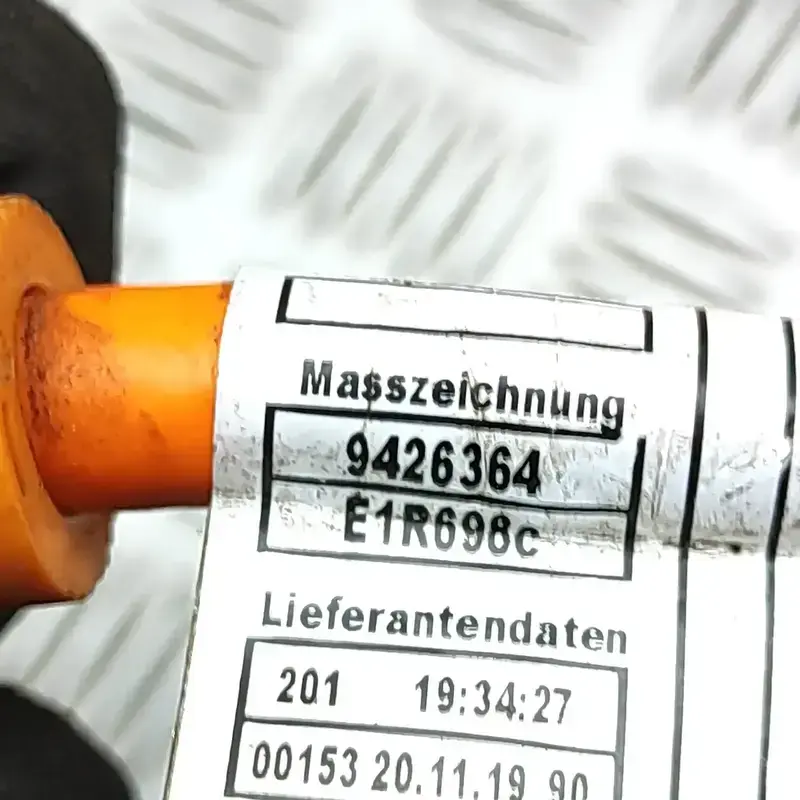 Masszeichnung
9426364
E1R698c
Lieferantendaten
201 19:34:27
00153 20.11.19 90